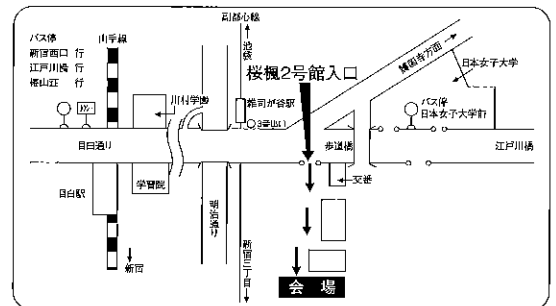 副都心線
山手線
バス停
新宿西口 行
江戸川橋 行
椿山荘 行
池袋
桜楓2号館入口
護国寺方面
日本女子大学
川村学園
雑司が谷駅
3番出口
バス停
日本女子大学前
目白通り
歩道橋
江戸川橋
目白駅
学習院
交番
明治通り
新宿三丁目
新宿
会場